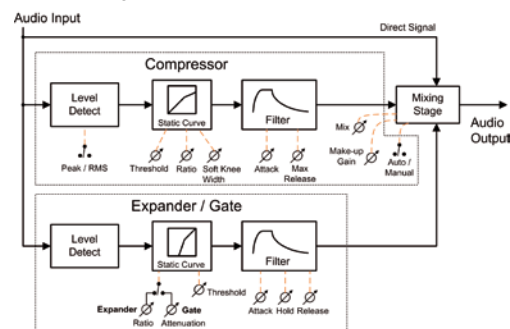 Audio Input
Direct Signal
Compressor
Level
Detect
Static Curve
Filter
Mixing
Stage
Audio
Output
Peak / RMS
Threshold
Ratio
Soft Knee
Width
Attack
Max
Release
Mix
Make-up
Gain
Auto /
Manual
Expander / Gate
Level
Detect
Static Curve
Filter
Threshold
Expander
Ratio
Gate
Attenuation
Attack Hold Release